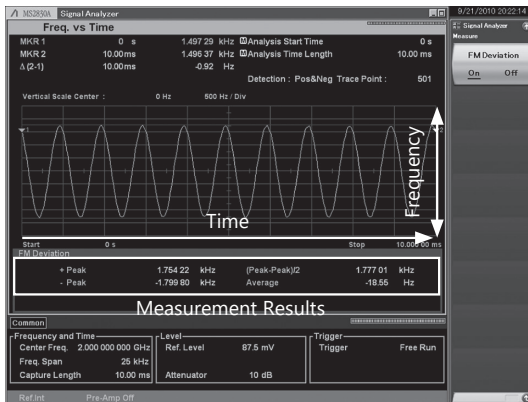 MS2850A Signal Analyzer
9/21/2010 20:22:14
Freq. vs Time
MKR 1 0 s 1.497 29 kHz M Analysis Start Time 0 s
MKR 2 10.00ms 1.496 37 kHz M Analysis Time Length 10.00 ms
Δ (2-1) 10.00ms -0.92 Hz
Detection : Pos&Neg Trace Point : 501
Vertical Scale Center : 0 Hz 500 Hz / Div
1
2
Frequency
Time
Start 0 s Stop 10.000 00 ms
FM Deviation
+ Peak 1.754 22 kHz (Peak-Peak)/2 1.777 01 kHz
- Peak -1.799 80 kHz Average -18.55 Hz
Measurement Results
Common
Frequency and Time
Center Freq. 2.000 000 000 GHz
Freq. Span 25 kHz
Capture Length 10.00 ms
Level
Ref. Level 87.5 mV
Attenuator 10 dB
Trigger
Trigger Free Run
Ref.Int Pre-Amp Off
Signal Analyzer
Measure
FM Deviation
On Off